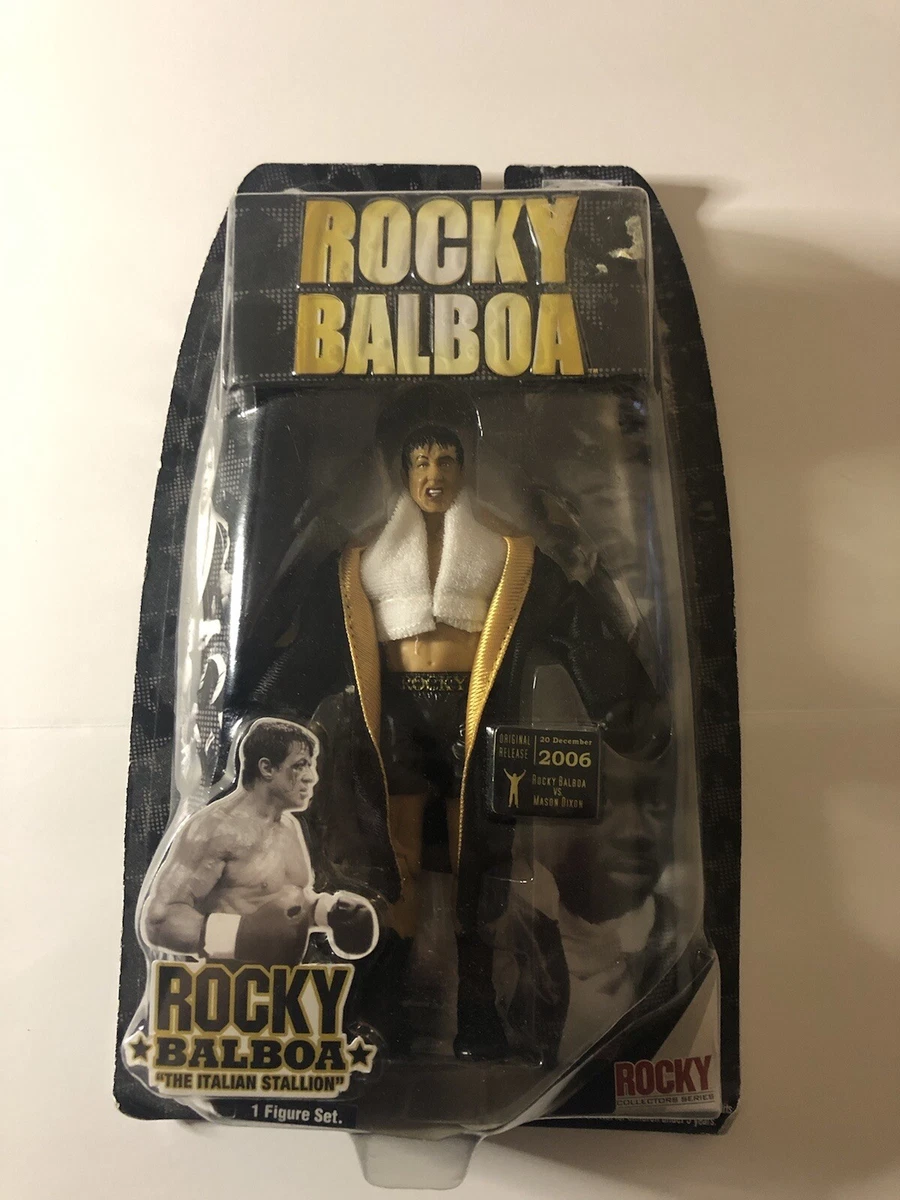 ROCKY
BALBOA
ROCKY
ORIGINAL
RELEASE
20 December
2006
ROCKY BALBOA
VS
MASON DIXON
ROCKY
BALBOA
"THE ITALIAN STALLION"
1 Figure Set.
ROCKY
COLLECTORS SERIES